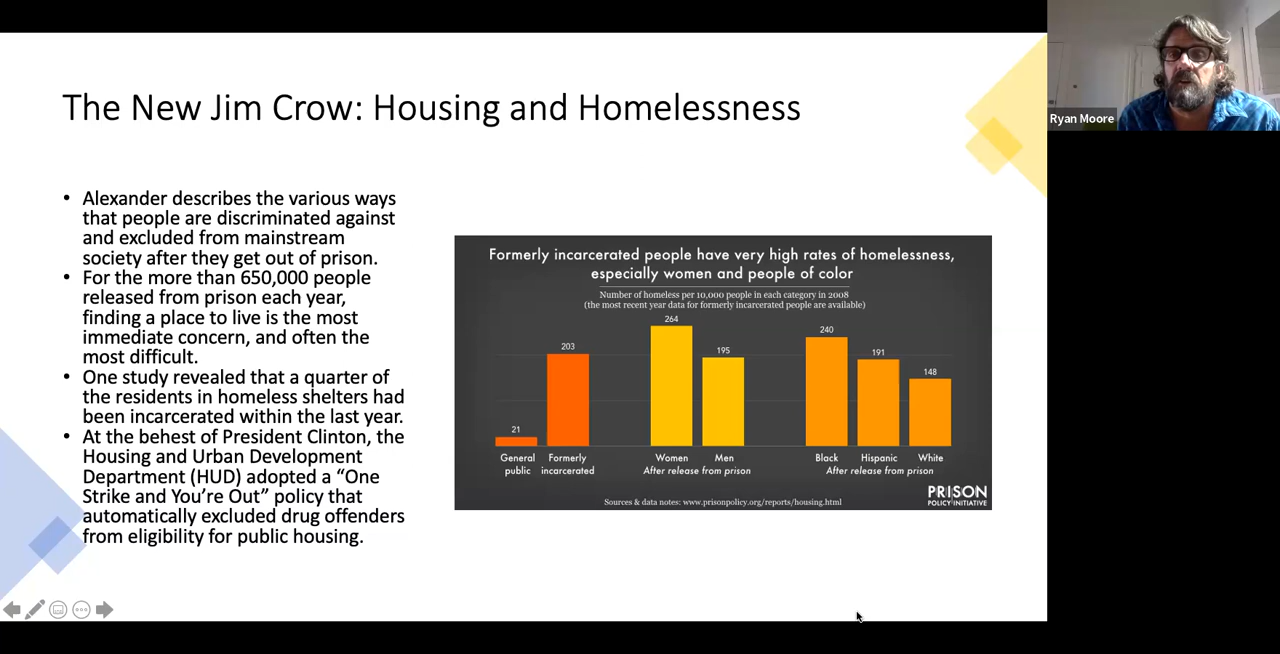 The New Jim Crow: Housing and Homelessness
• Alexander describes the various ways
that people are discriminated against
and excluded from mainstream
society after they get out of prison.
• For the more than 650,000 people
released from prison each year,
finding a place to live is the most
immediate concern, and often the
most difficult.
• One study revealed that a quarter of
the residents in homeless shelters had
been incarcerated within the last year.
• At the behest of President Clinton, the
Housing and Urban Development
Department (HUD) adopted a “One
Strike and You’re Out” policy that
automatically excluded drug offenders
from eligibility for public housing.
Formerly incarcerated people have very high rates of homelessness,
especially women and people of color
Number of homeless per 10,000 people in each category in 2008
(the most recent year data for formerly incarcerated people are available)
21
203
264
195
240
191
148
General
public
Formerly
incarcerated
Women
Men
After release from prison
Black
Hispanic
White
After release from prison
Sources & data notes: www.prisonpolicy.org/reports/housing.html
PRISON
POLICY INITIATIVE
Ryan Moore